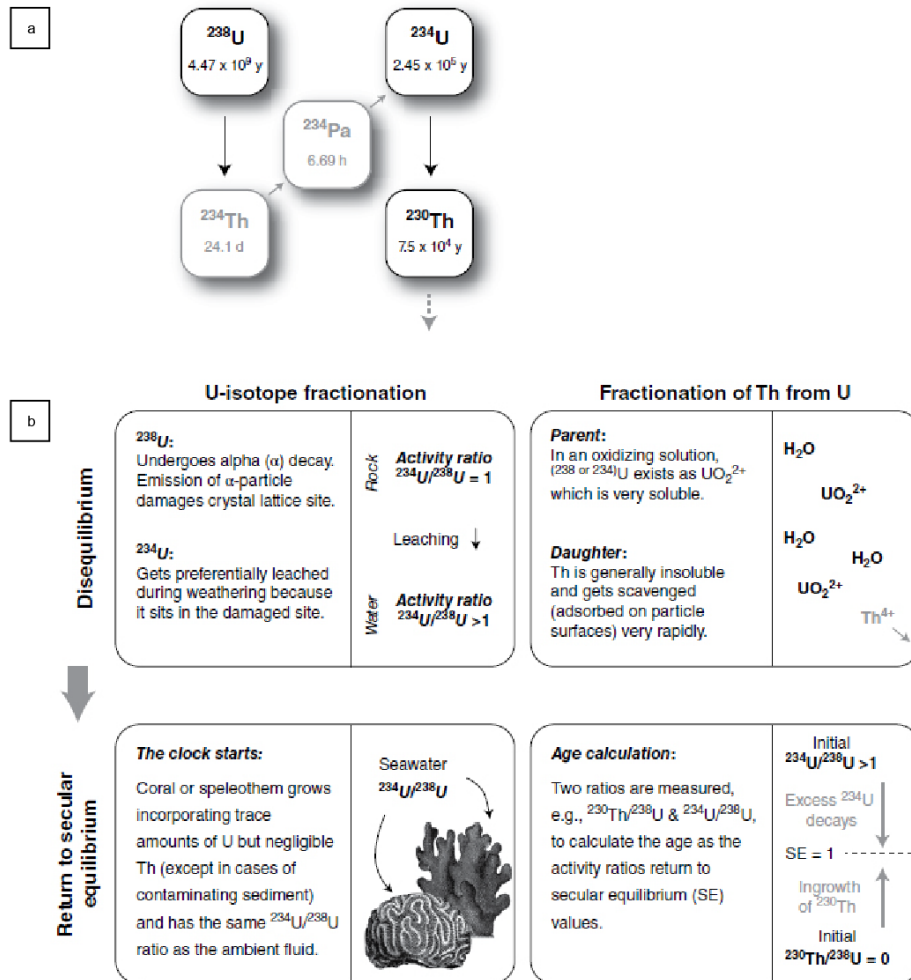 a
²³⁸U
4.47 x 10⁹ y
²³⁴U
2.45 x 10⁵ y
²³⁴Pa
6.69 h
²³⁴Th
24.1 d
²³⁰Th
7.5 x 10⁴ y
b
U-isotope fractionation
Fractionation of Th from U
Disequilibrium
²³⁸U:
Undergoes alpha (α) decay.
Emission of α-particle
damages crystal lattice site.
²³⁴U:
Gets preferentially leached
during weathering because
it sits in the damaged site.
Rock
Activity ratio
²³⁴U/²³⁸U = 1
Leaching
Water
Activity ratio
²³⁴U/²³⁸U >1
Parent:
In an oxidizing solution,
(238 or 234)U exists as UO₂²⁺
which is very soluble.
Daughter:
Th is generally insoluble
and gets scavenged
(adsorbed on particle
surfaces) very rapidly.
H₂O
UO₂²⁺
H₂O
H₂O
UO₂²⁺
Th⁴⁺
Return to secular
equilibrium
The clock starts:
Coral or speleothem grows
incorporating trace
amounts of U but negligible
Th (except in cases of
contaminating sediment)
and has the same ²³⁴U/²³⁸U
ratio as the ambient fluid.
Seawater
²³⁴U/²³⁸U
Age calculation:
Two ratios are measured,
e.g., ²³⁰Th/²³⁸U & ²³⁴U/²³⁸U,
to calculate the age as the
activity ratios return to
secular equilibrium (SE)
values.
Initial
²³⁴U/²³⁸U >1
Excess ²³⁴U
decays
SE = 1
Ingrowth
of ²³⁰Th
Initial
²³⁰Th/²³⁸U = 0